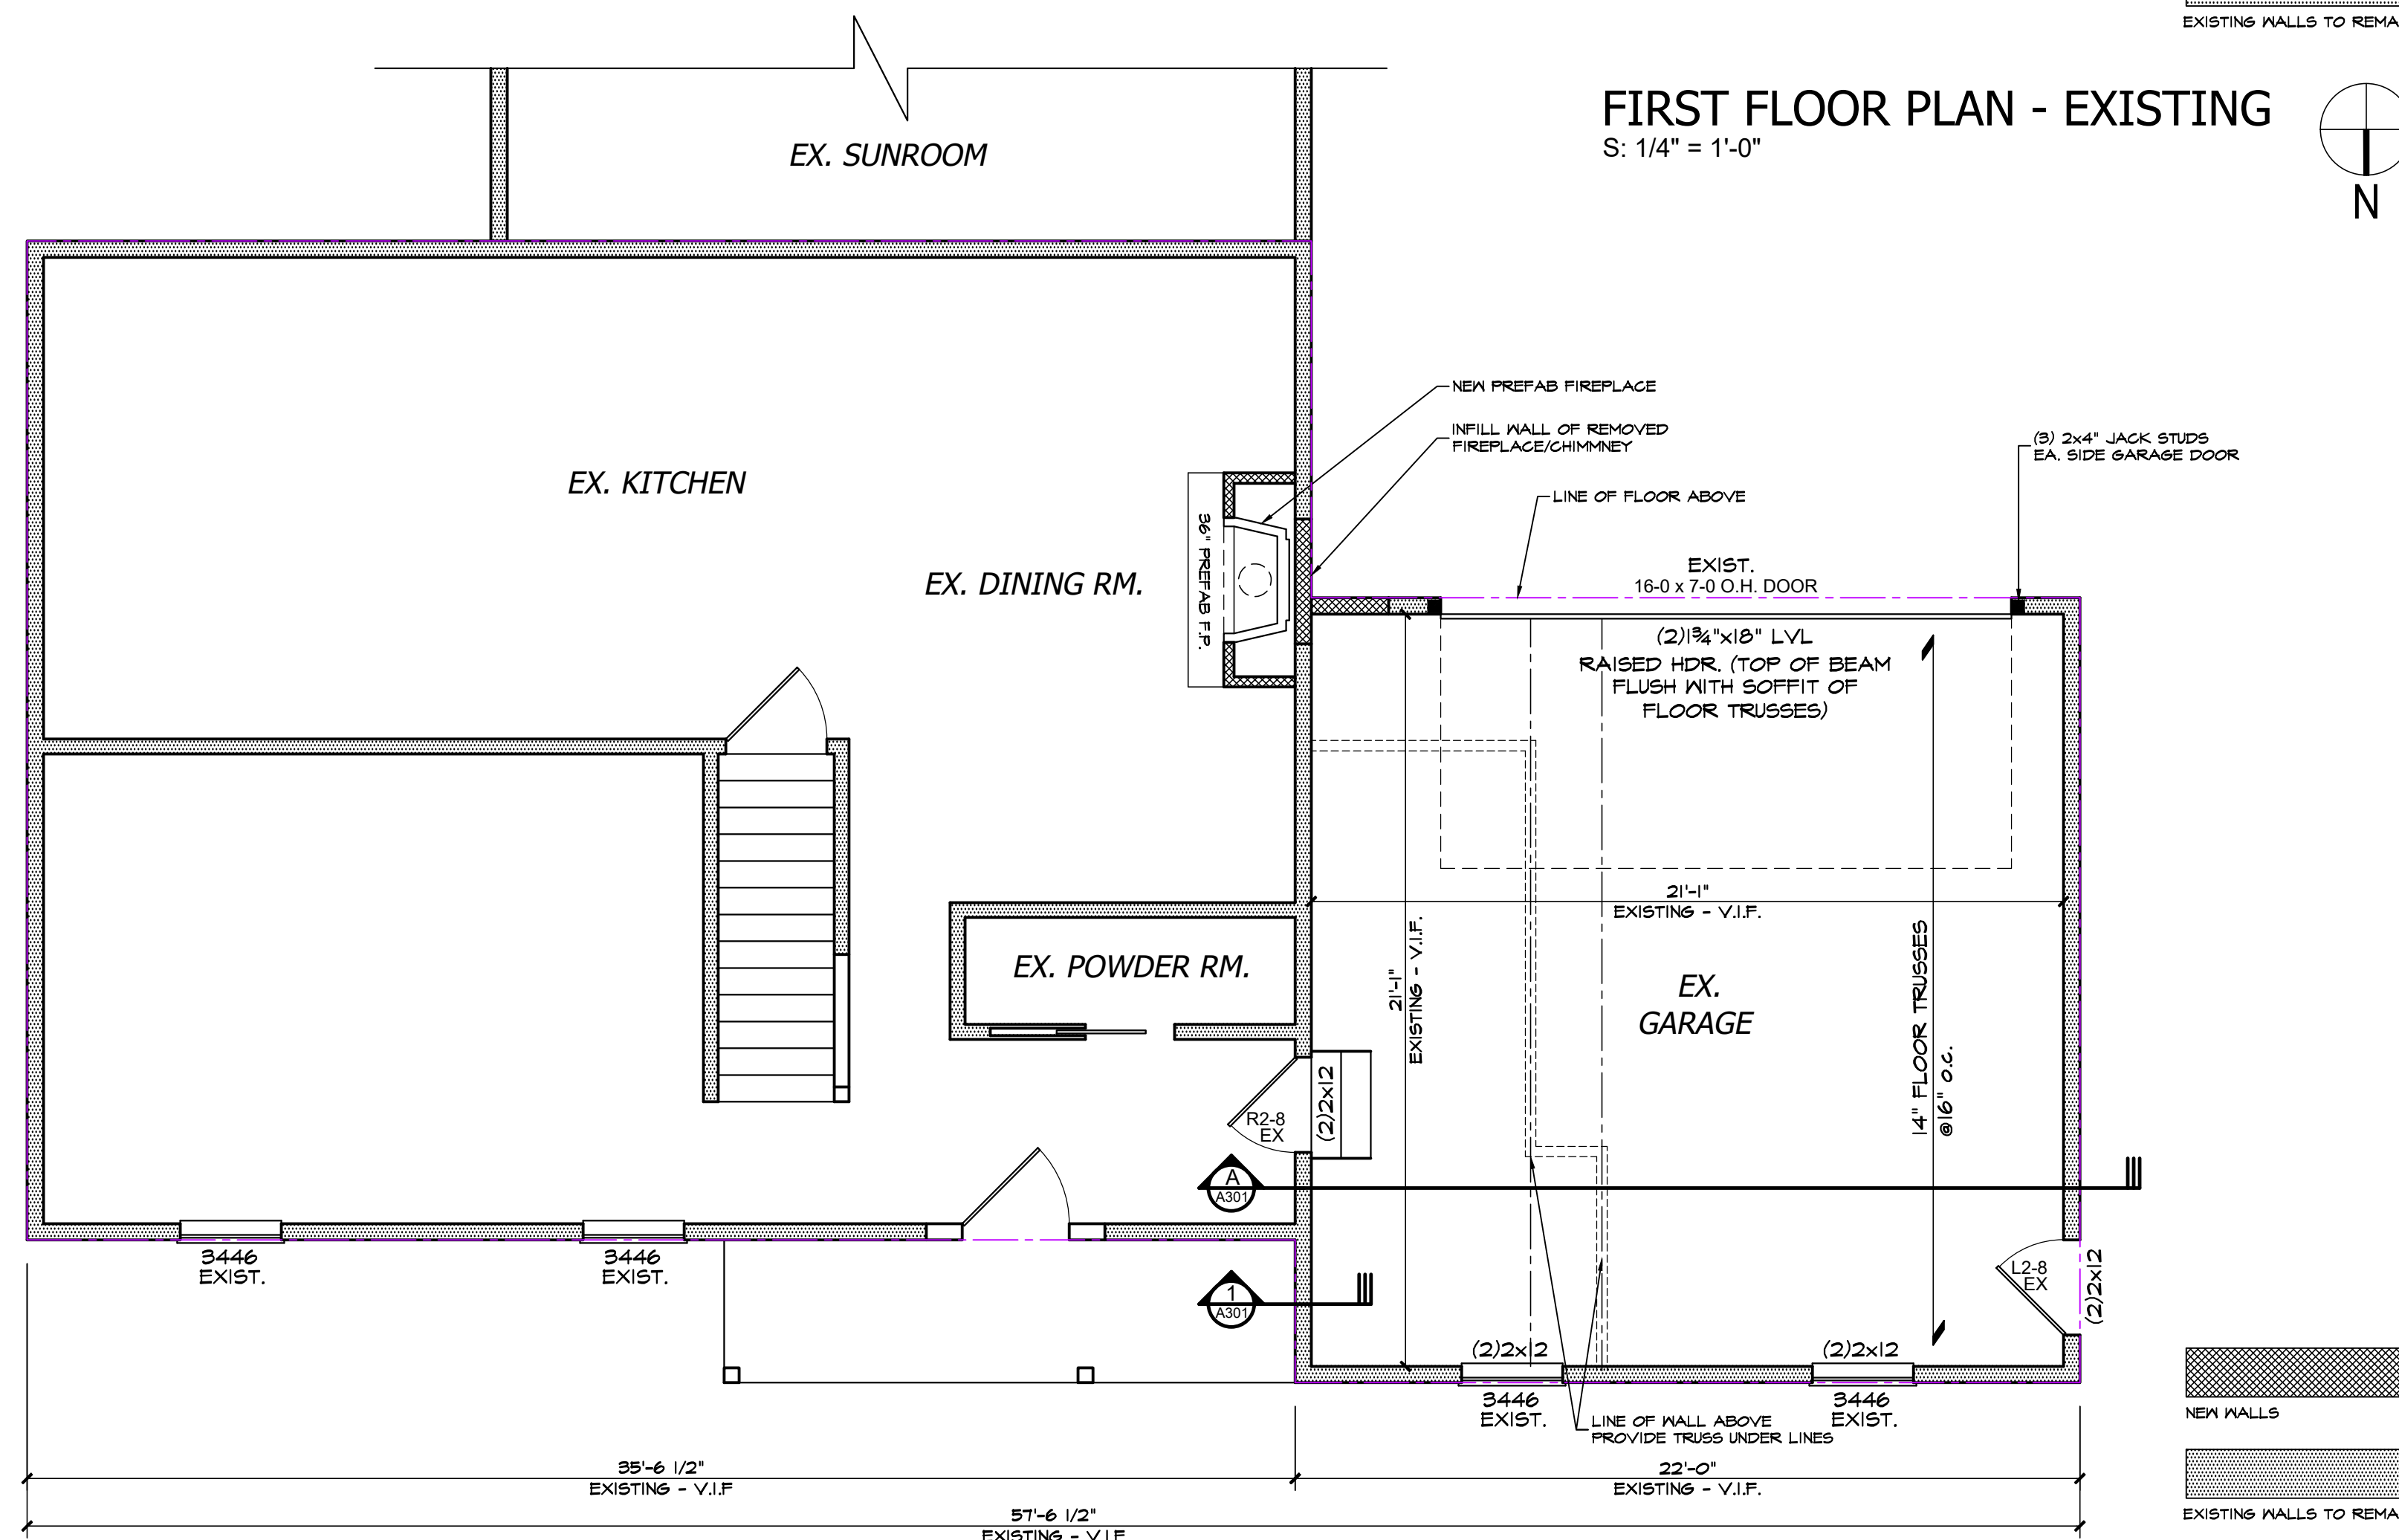 EXISTING WALLS TO REMA
FIRST FLOOR PLAN - EXISTING
S: 1/4" = 1'-0"
N
EX. SUNROOM
NEW PREFAB FIREPLACE
INFILL WALL OF REMOVED
FIREPLACE/CHIMMNEY
(3) 2x4" JACK STUDS
EA. SIDE GARAGE DOOR
LINE OF FLOOR ABOVE
EX. KITCHEN
36" PREFAB F.P.
EX. DINING RM.
EXIST.
16-0 x 7-0 O.H. DOOR
(2)1¾"x18" LVL
RAISED HDR. (TOP OF BEAM
FLUSH WITH SOFFIT OF
FLOOR TRUSSES)
21'-1"
EXISTING - V.I.F.
21'-1"
EXISTING - V.I.F.
14" FLOOR TRUSSES
@16" o.c.
EX. POWDER RM.
EX.
GARAGE
(2)2x12
R2-8
EX
A
A301
1
A301
L2-8
EX
(2)2x12
3446
EXIST.
3446
EXIST.
(2)2x12
(2)2x12
3446
EXIST.
3446
EXIST.
LINE OF WALL ABOVE
PROVIDE TRUSS UNDER LINES
NEW WALLS
35'-6 1/2"
EXISTING - V.I.F
22'-0"
EXISTING - V.I.F.
57'-6 1/2"
EXISTING - V.I.F
EXISTING WALLS TO REMA